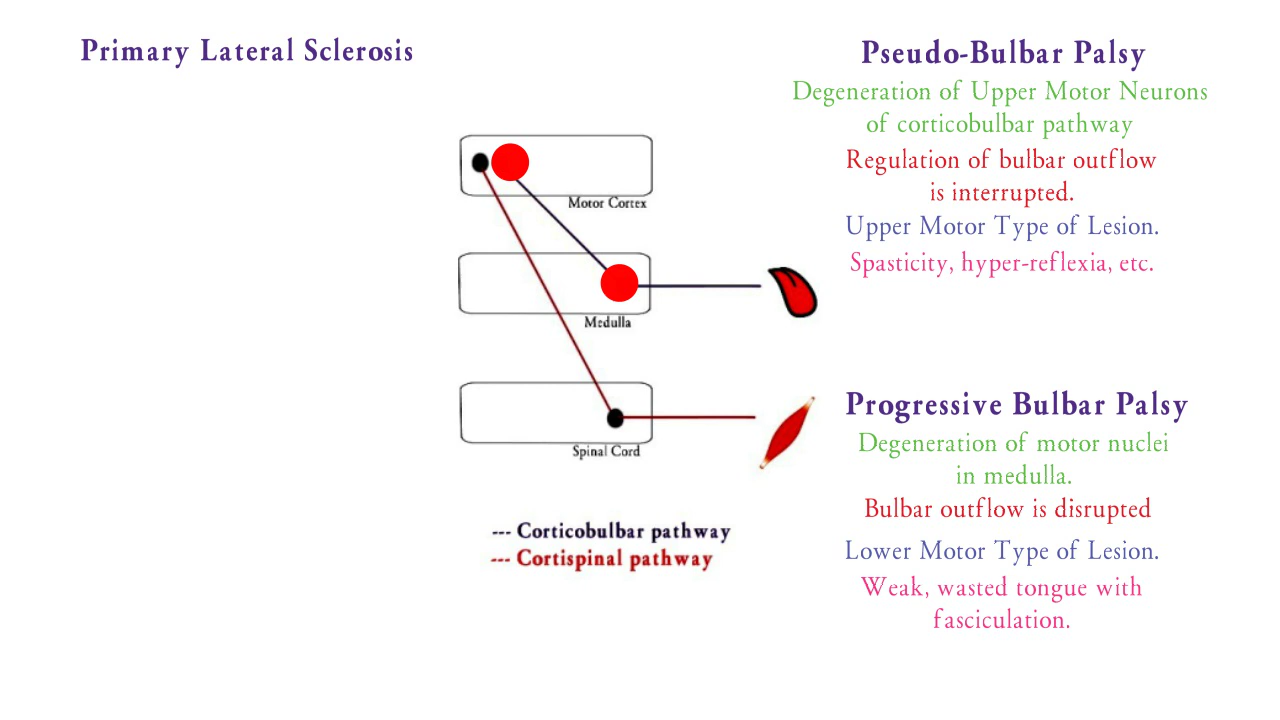 Primary Lateral Sclerosis
Motor Cortex
Medulla
Spinal Cord
--- Corticobulbar pathway
--- Cortispinal pathway
Pseudo-Bulbar Palsy
Degeneration of Upper Motor Neurons
of corticobulbar pathway
Regulation of bulbar outflow
is interrupted.
Upper Motor Type of Lesion.
Spasticity, hyper-reflexia, etc.
Progressive Bulbar Palsy
Degeneration of motor nuclei
in medulla.
Bulbar outflow is disrupted
Lower Motor Type of Lesion.
Weak, wasted tongue with
fasciculation.